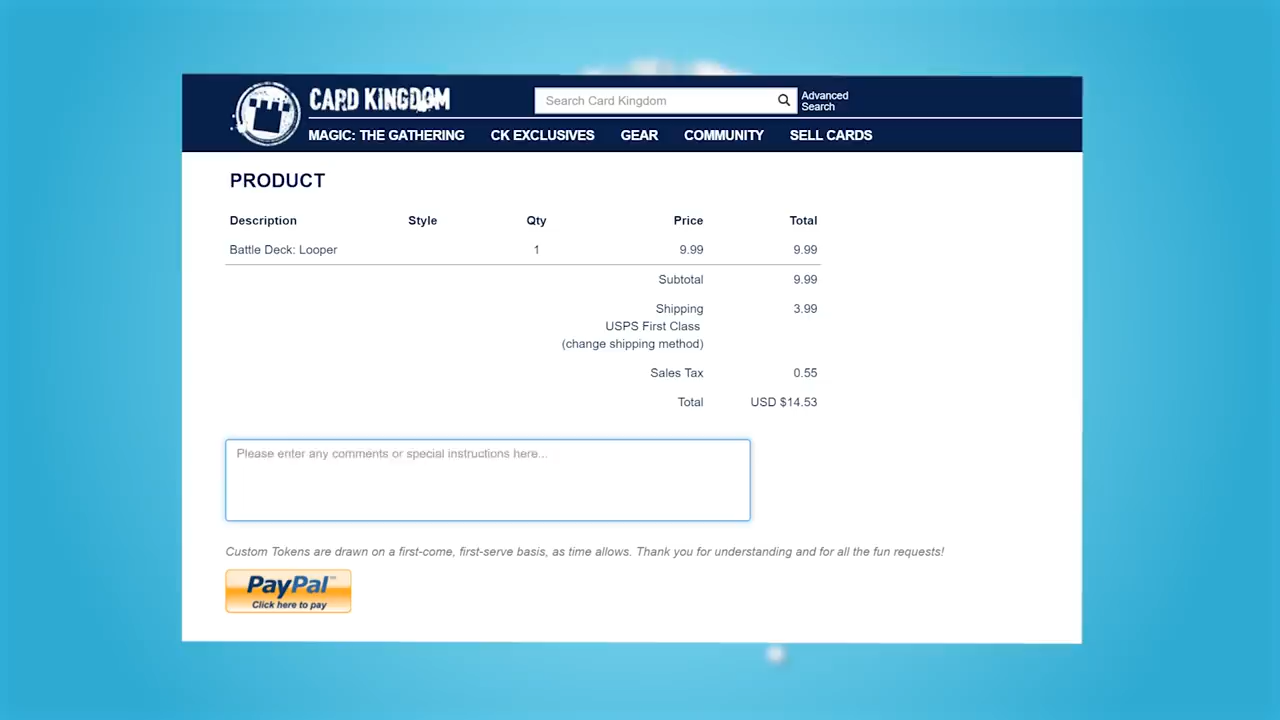 CARD KINGDOM
Search Card Kingdom
Advanced
Search
MAGIC: THE GATHERING CK EXCLUSIVES GEAR COMMUNITY SELL CARDS
PRODUCT
Description Style Qty Price Total
Battle Deck: Looper 1 9.99 9.99
Subtotal 9.99
Shipping 3.99
USPS First Class
(change shipping method)
Sales Tax 0.55
Total USD $14.53
Please enter any comments or special instructions here...
Custom Tokens are drawn on a first-come, first-serve basis, as time allows. Thank you for understanding and for all the fun requests!
PayPal™
Click here to pay